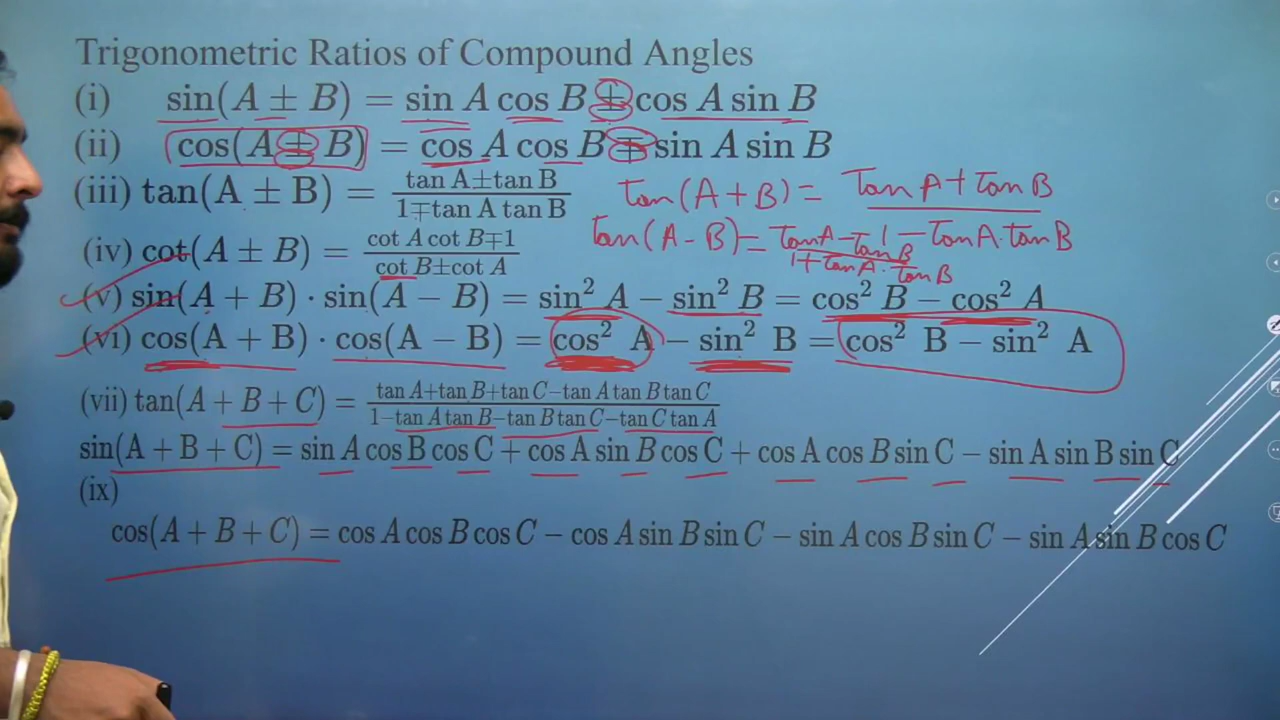 Trigonometric Ratios of Compound Angles
(i) sin(A ± B) = sin A cos B ± cos A sin B
(ii) cos(A ± B) = cos A cos B ∓ sin A sin B
(iii) tan(A ± B) = tan A±tan B / 1∓tan A tan B
tan(A + B) = Tan A + Tan B / 1 - Tan A. Tan B
(iv) cot(A ± B) = cot A cot B∓1 / cot B±cot A
tan(A - B) = Tan A - Tan B / 1 + Tan A. Tan B
(v) sin(A + B) · sin(A − B) = sin² A − sin² B = cos² B − cos² A
(vi) cos(A + B) · cos(A − B) = cos² A − sin² B = cos² B − sin² A
(vii) tan(A + B + C) = tan A+tan B+tan C−tan A tan B tan C / 1−tan A tan B−tan B tan C−tan C tan A
sin(A + B + C) = sin A cos B cos C + cos A sin B cos C + cos A cos B sin C − sin A sin B sin C
(ix)
cos(A + B + C) = cos A cos B cos C − cos A sin B sin C − sin A cos B sin C − sin A sin B cos C